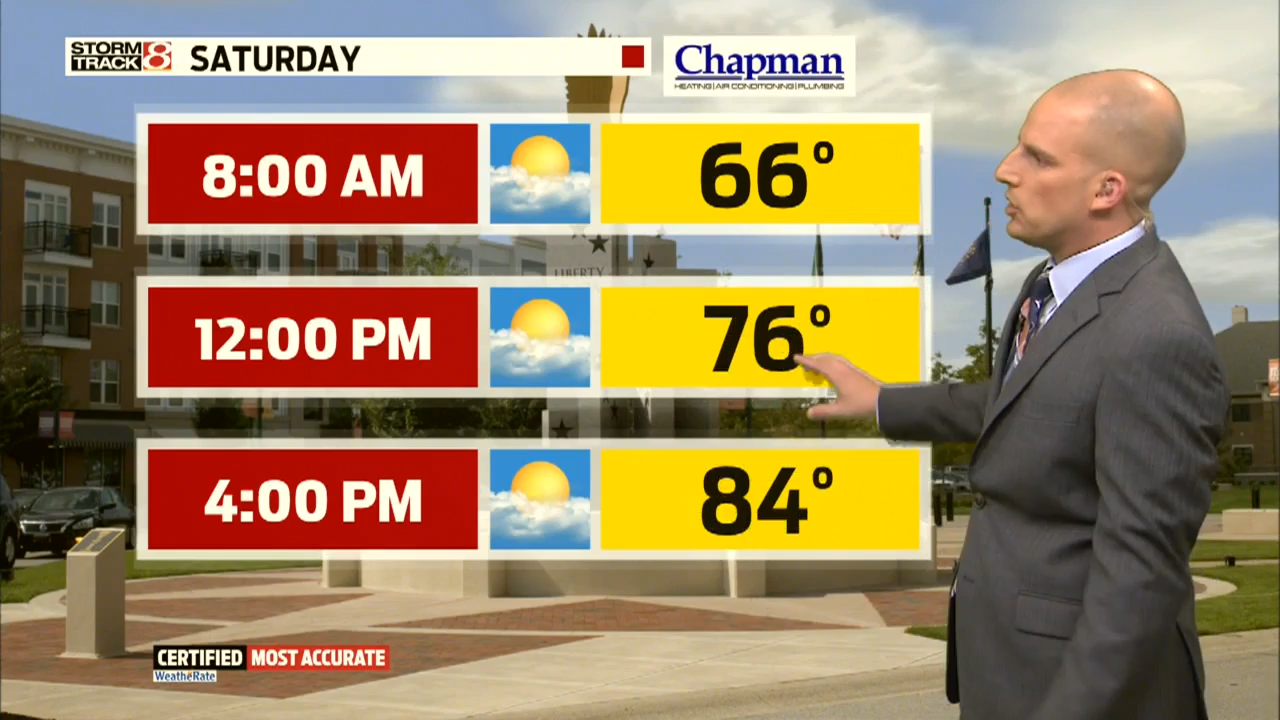 STORM TRACK 8
SATURDAY
Chapman
HEATING|AIR CONDITIONING|PLUMBING
8:00 AM
66°
LIBERTY
12:00 PM
76°
4:00 PM
84°
CERTIFIED MOST ACCURATE
WeatheRate